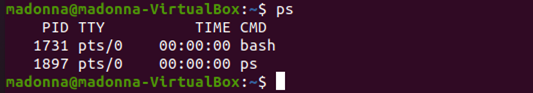 madonna@madonna-VirtualBox:~$ ps
    PID TTY          TIME CMD
   1731 pts/0    00:00:00 bash
   1897 pts/0    00:00:00 ps
madonna@madonna-VirtualBox:~$